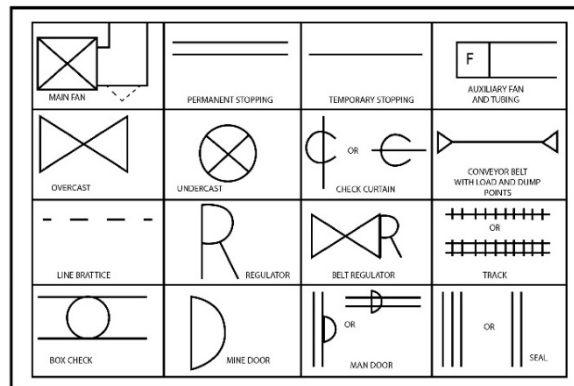 MAIN FAN
PERMANENT STOPPING
TEMPORARY STOPPING
F
AUXILIARY FAN
AND TUBING
OVERCAST
UNDERCAST
OR
CHECK CURTAIN
CONVEYOR BELT
WITH LOAD AND DUMP
POINTS
LINE BRATTICE
REGULATOR
BELT REGULATOR
OR
TRACK
BOX CHECK
MINE DOOR
OR
MAN DOOR
OR
SEAL